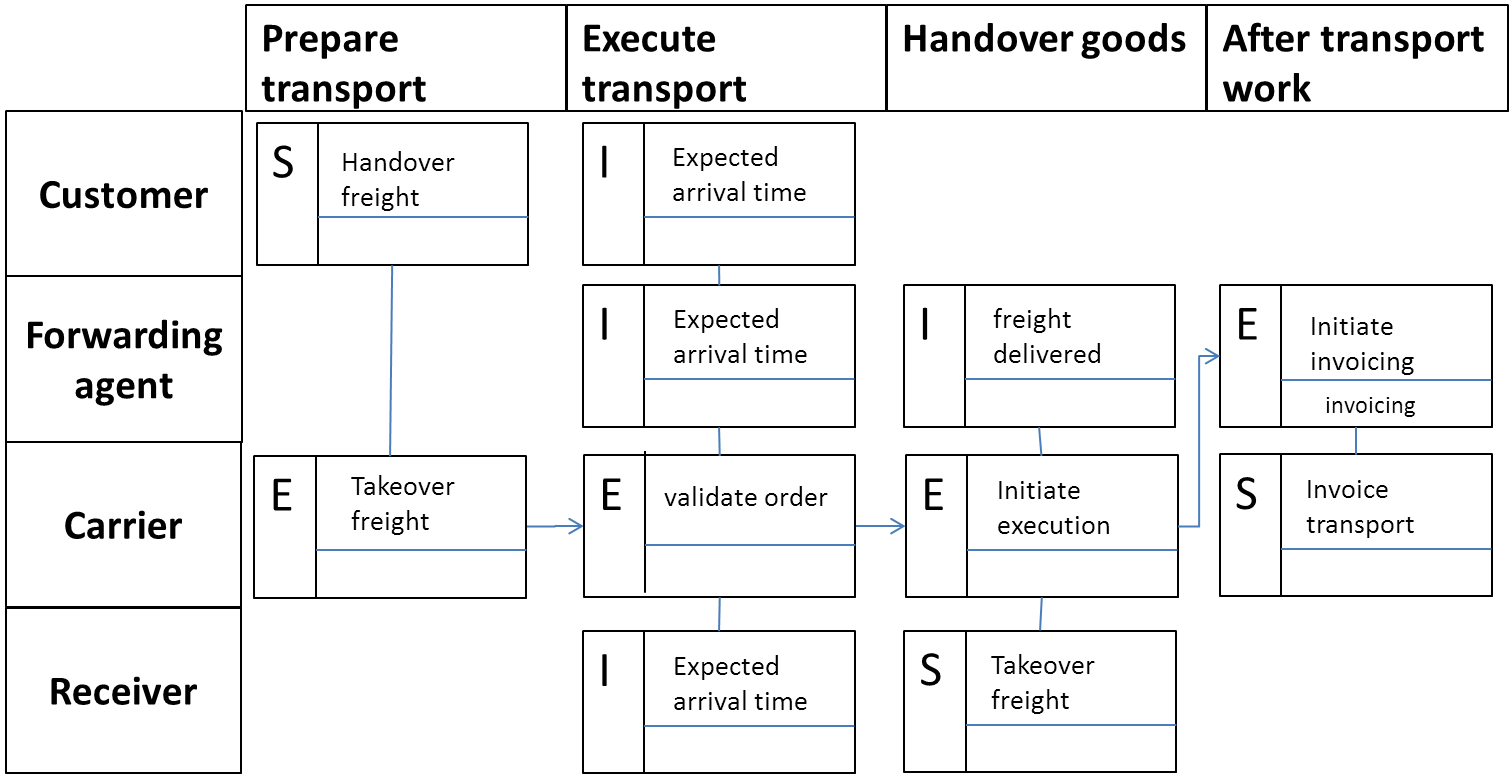 Prepare
transport
Execute
transport
Handover goods
After transport
work
Customer
S
Handover
freight
I
Expected
arrival time
Forwarding
agent
I
Expected
arrival time
I
freight
delivered
E
Initiate
invoicing
invoicing
Carrier
E
Takeover
freight
E
validate order
E
Initiate
execution
S
Invoice
transport
Receiver
I
Expected
arrival time
S
Takeover
freight